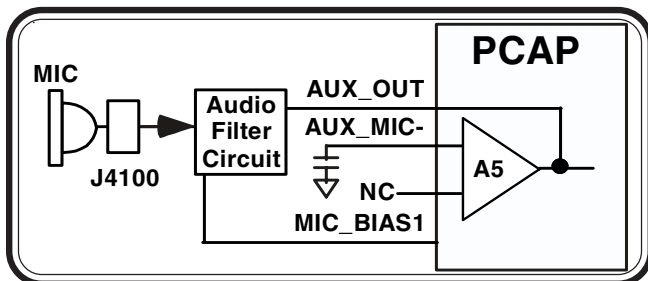 PCAP
MIC
AUX_OUT
Audio
Filter
Circuit
AUX_MIC-
A5
J4100
NC
MIC_BIAS1